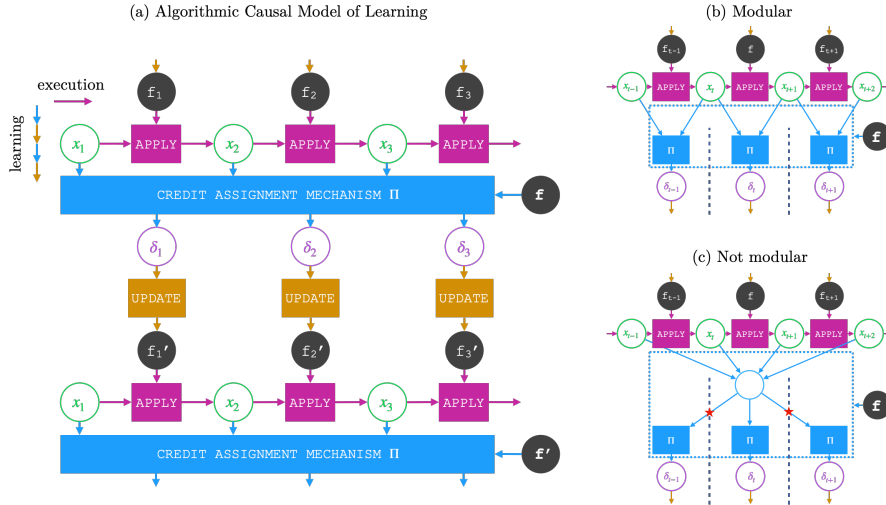 (a) Algorithmic Causal Model of Learning
execution
learning
f₁ f₂ f₃
x₁ APPLY x₂ APPLY x₃ APPLY
CREDIT ASSIGNMENT MECHANISM Π f
δ₁ δ₂ δ₃
UPDATE UPDATE UPDATE
f₁′ f₂′ f₃′
x₁ APPLY x₂ APPLY x₃ APPLY
CREDIT ASSIGNMENT MECHANISM Π f′
(b) Modular
fₜ₋₁ f fₜ₊₁
xₜ₋₁ APPLY xₜ APPLY xₜ₊₁ APPLY xₜ₊₂
f
Π Π Π
δₜ₋₁ δₜ δₜ₊₁
(c) Not modular
fₜ₋₁ f fₜ₊₁
xₜ₋₁ APPLY xₜ APPLY xₜ₊₁ APPLY xₜ₊₂
f
Π Π Π
δₜ₋₁ δₜ δₜ₊₁